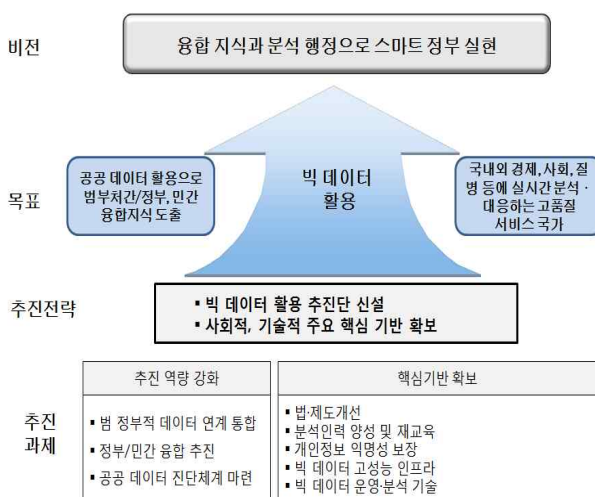 비전
융합 지식과 분석 행정으로 스마트 정부 실현
목표
공공 데이터 활용으로
범부처간/정부, 민간
융합지식 도출
빅 데이터
활용
국내외 경제, 사회, 질
병 등에 실시간 분석 ·
대응하는 고품질
서비스 국가
추진전략
▪ 빅 데이터 활용 추진단 신설
▪ 사회적, 기술적 주요 핵심 기반 확보
추진
과제
추진 역량 강화
▪ 범 정부적 데이터 연계 통합
▪ 정부/민간 융합 추진
▪ 공공 데이터 진단체계 마련
핵심기반 확보
▪ 법·제도개선
▪ 분석인력 양성 및 재교육
▪ 개인정보 익명성 보장
▪ 빅 데이터 고성능 인프라
▪ 빅 데이터 운영·분석 기술